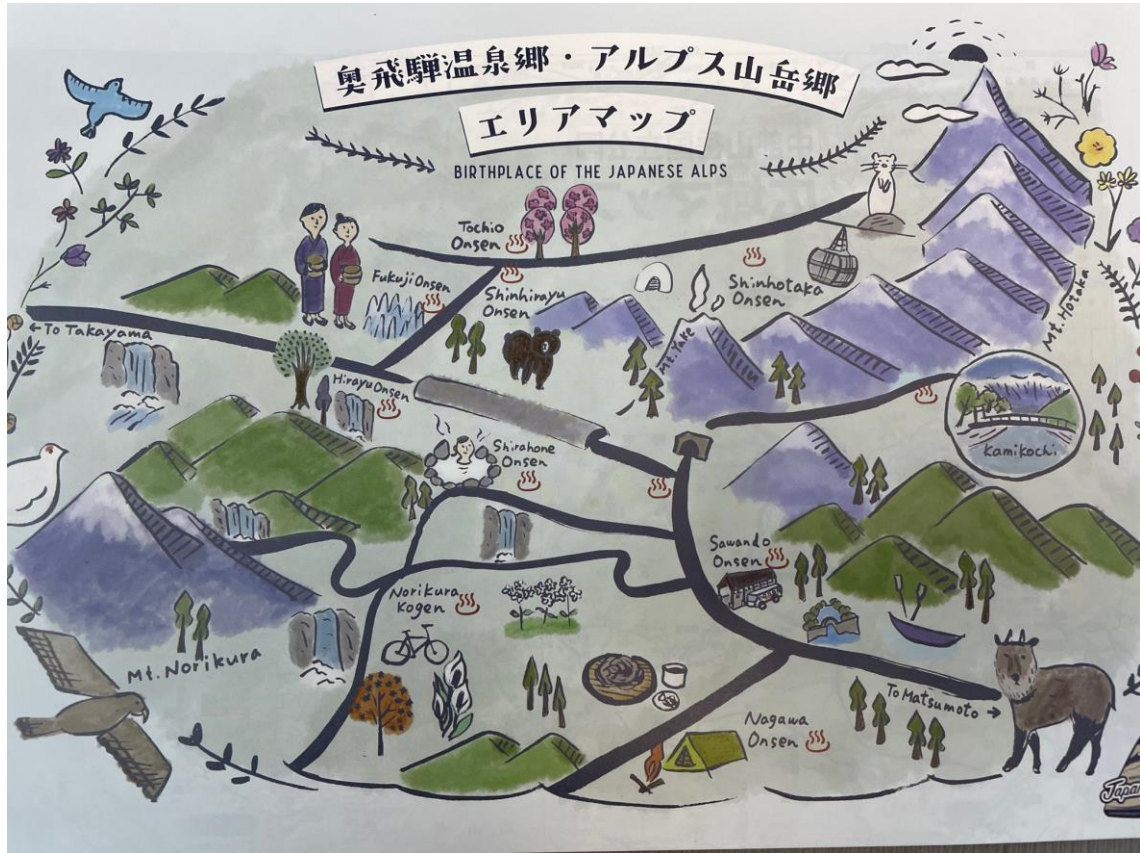 奥飛騨温泉郷・アルプス山岳郷
エリアマップ
BIRTHPLACE OF THE JAPANESE ALPS
Tochio
Onsen
Fukuji Onsen
Shinhirayu
Onsen
Shinhotaka
Onsen
Mt.Hotaka
←To Takayama
Mt.Yake
Hirayu Onsen
Kamikochi
Shirahone
Onsen
Sawando
Onsen
Norikura
Kogen
Mt.Norikura
To Matsumoto →
Nagawa
Onsen